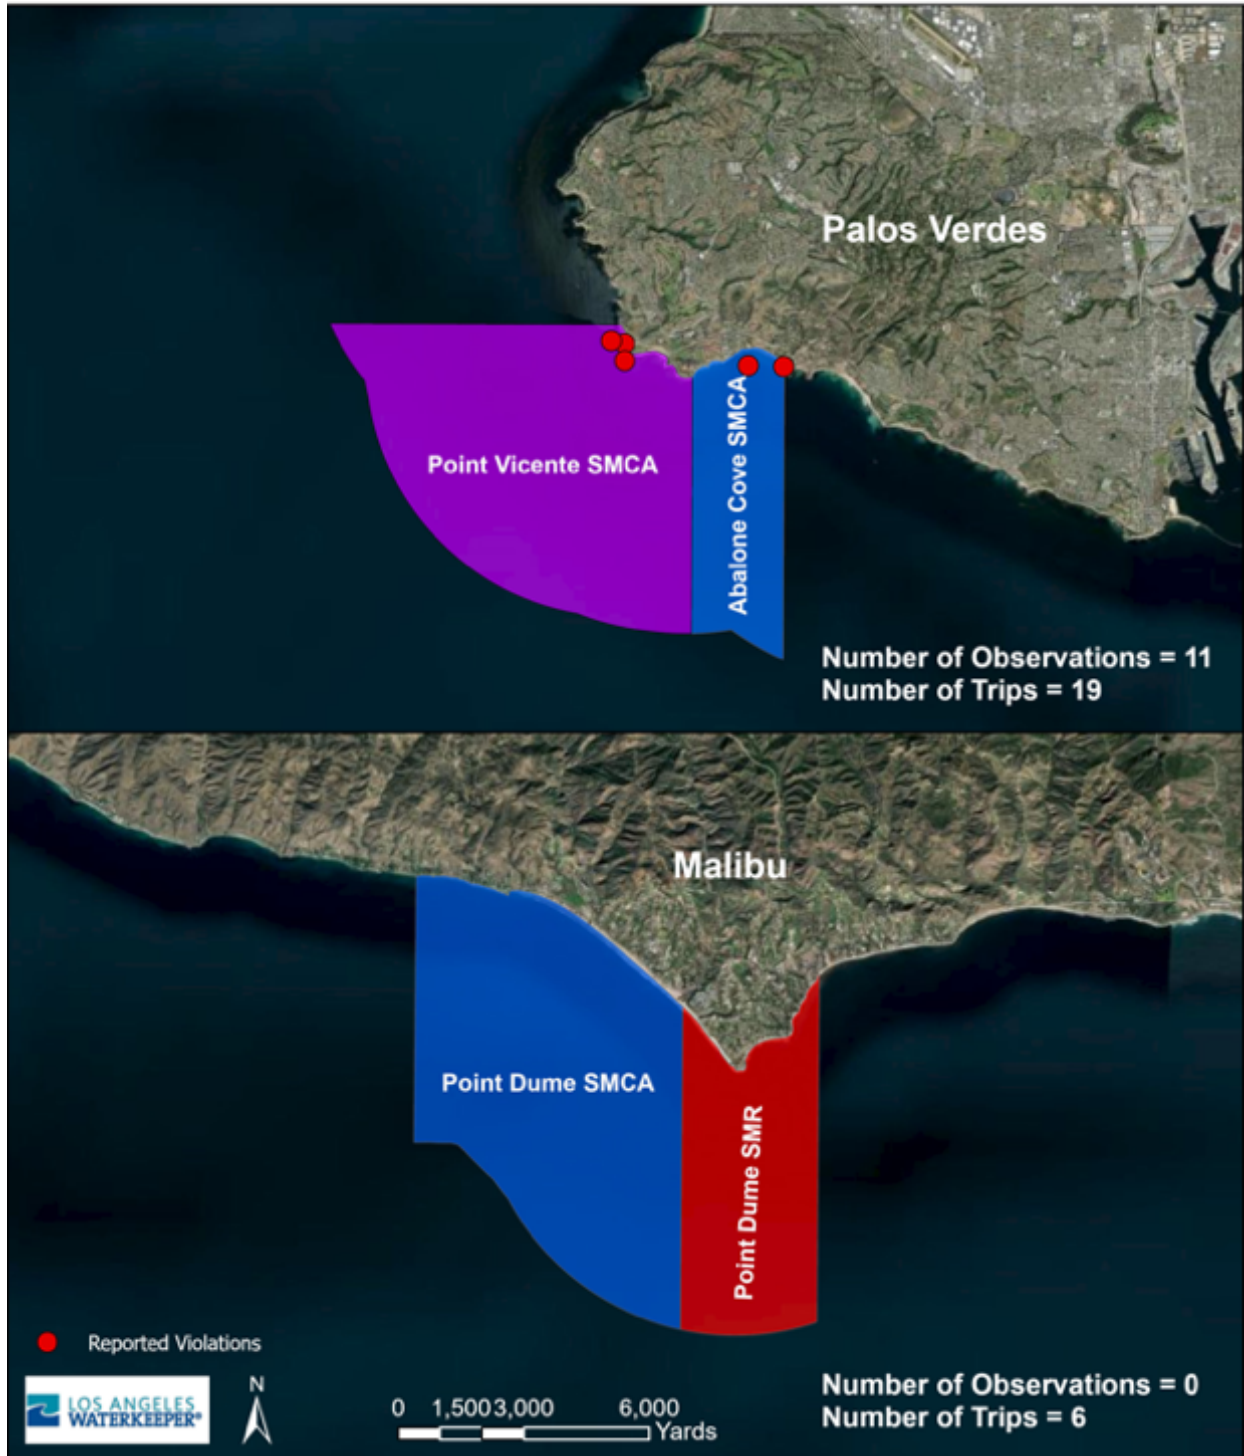 Palos Verdes
Point Vicente SMCA
Abalone Cove SMCA
Number of Observations = 11
Number of Trips = 19
Malibu
Point Dume SMCA
Point Dume SMR
Reported Violations
LOS ANGELES
WATERKEEPER®
N
0 1,500 3,000 6,000
Yards
Number of Observations = 0
Number of Trips = 6